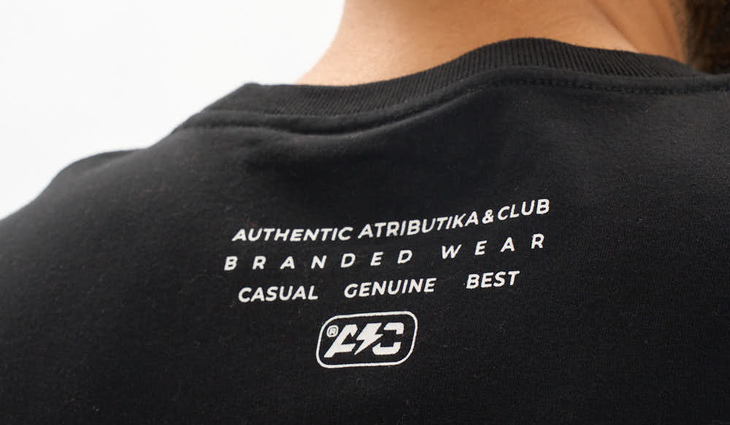 AUTHENTIC ATRIBUTIKA & CLUB
BRANDED WEAR
CASUAL GENUINE BEST
® A⚡C